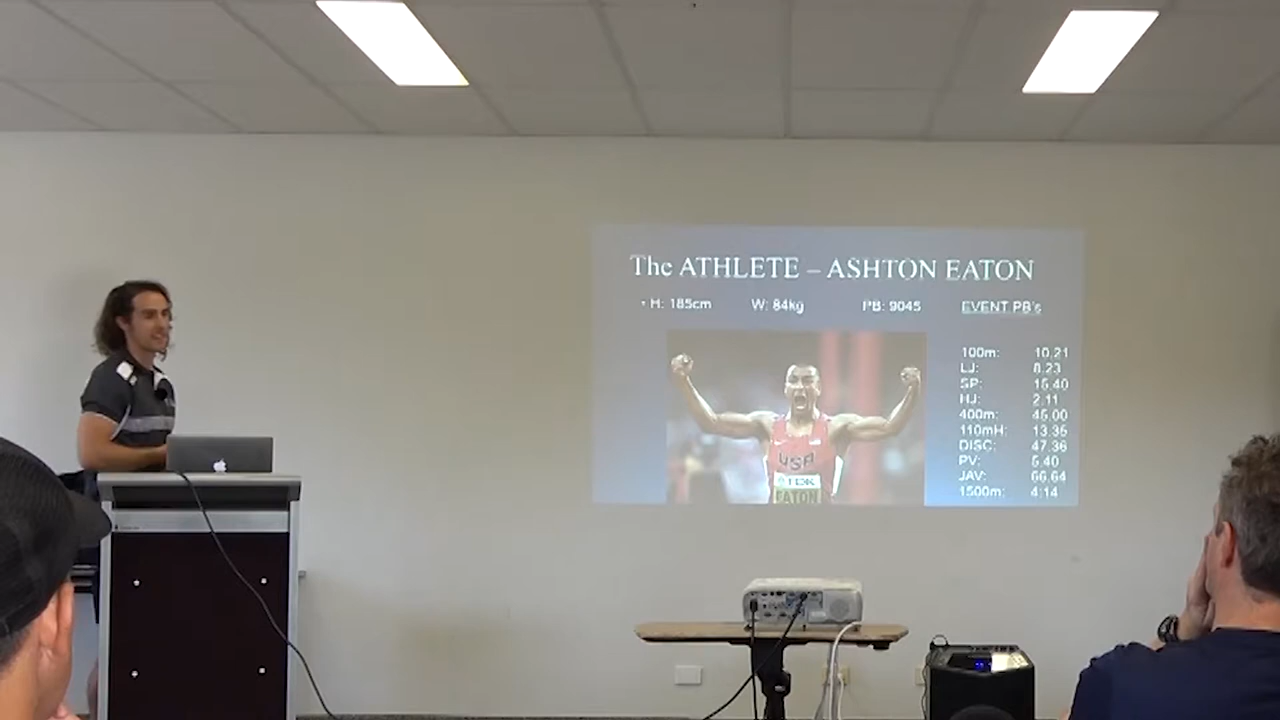 The ATHLETE – ASHTON EATON
• H: 185cm W: 84kg PB: 9045 EVENT PB's
100m: 10.21
LJ: 8.23
SP: 15.40
HJ: 2.11
400m: 45.00
110mH: 13.35
DISC: 47.36
PV: 5.40
JAV: 66.64
1500m: 4:14
USA
TDK
EATON